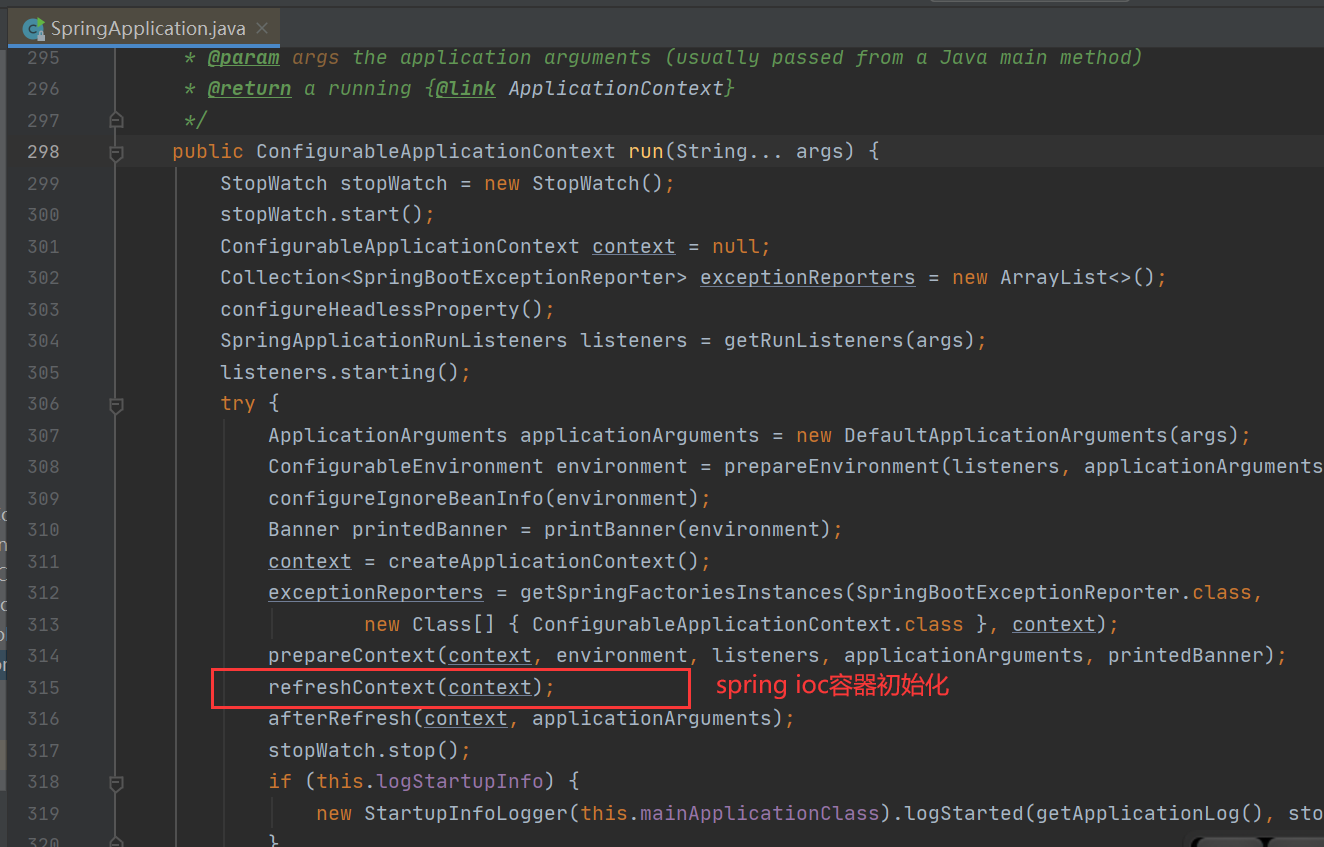 SpringApplication.java
295 * @param args the application arguments (usually passed from a Java main method)
296 * @return a running {@link ApplicationContext}
297 */
298 public ConfigurableApplicationContext run(String... args) {
299 StopWatch stopWatch = new StopWatch();
300 stopWatch.start();
301 ConfigurableApplicationContext context = null;
302 Collection<SpringBootExceptionReporter> exceptionReporters = new ArrayList<>();
303 configureHeadlessProperty();
304 SpringApplicationRunListeners listeners = getRunListeners(args);
305 listeners.starting();
306 try {
307 ApplicationArguments applicationArguments = new DefaultApplicationArguments(args);
308 ConfigurableEnvironment environment = prepareEnvironment(listeners, applicationArguments
309 configureIgnoreBeanInfo(environment);
310 Banner printedBanner = printBanner(environment);
311 context = createApplicationContext();
312 exceptionReporters = getSpringFactoriesInstances(SpringBootExceptionReporter.class,
313 new Class[] { ConfigurableApplicationContext.class }, context);
314 prepareContext(context, environment, listeners, applicationArguments, printedBanner);
315 refreshContext(context); spring ioc容器初始化
316 afterRefresh(context, applicationArguments);
317 stopWatch.stop();
318 if (this.logStartupInfo) {
319 new StartupInfoLogger(this.mainApplicationClass).logStarted(getApplicationLog(), sto
320 }